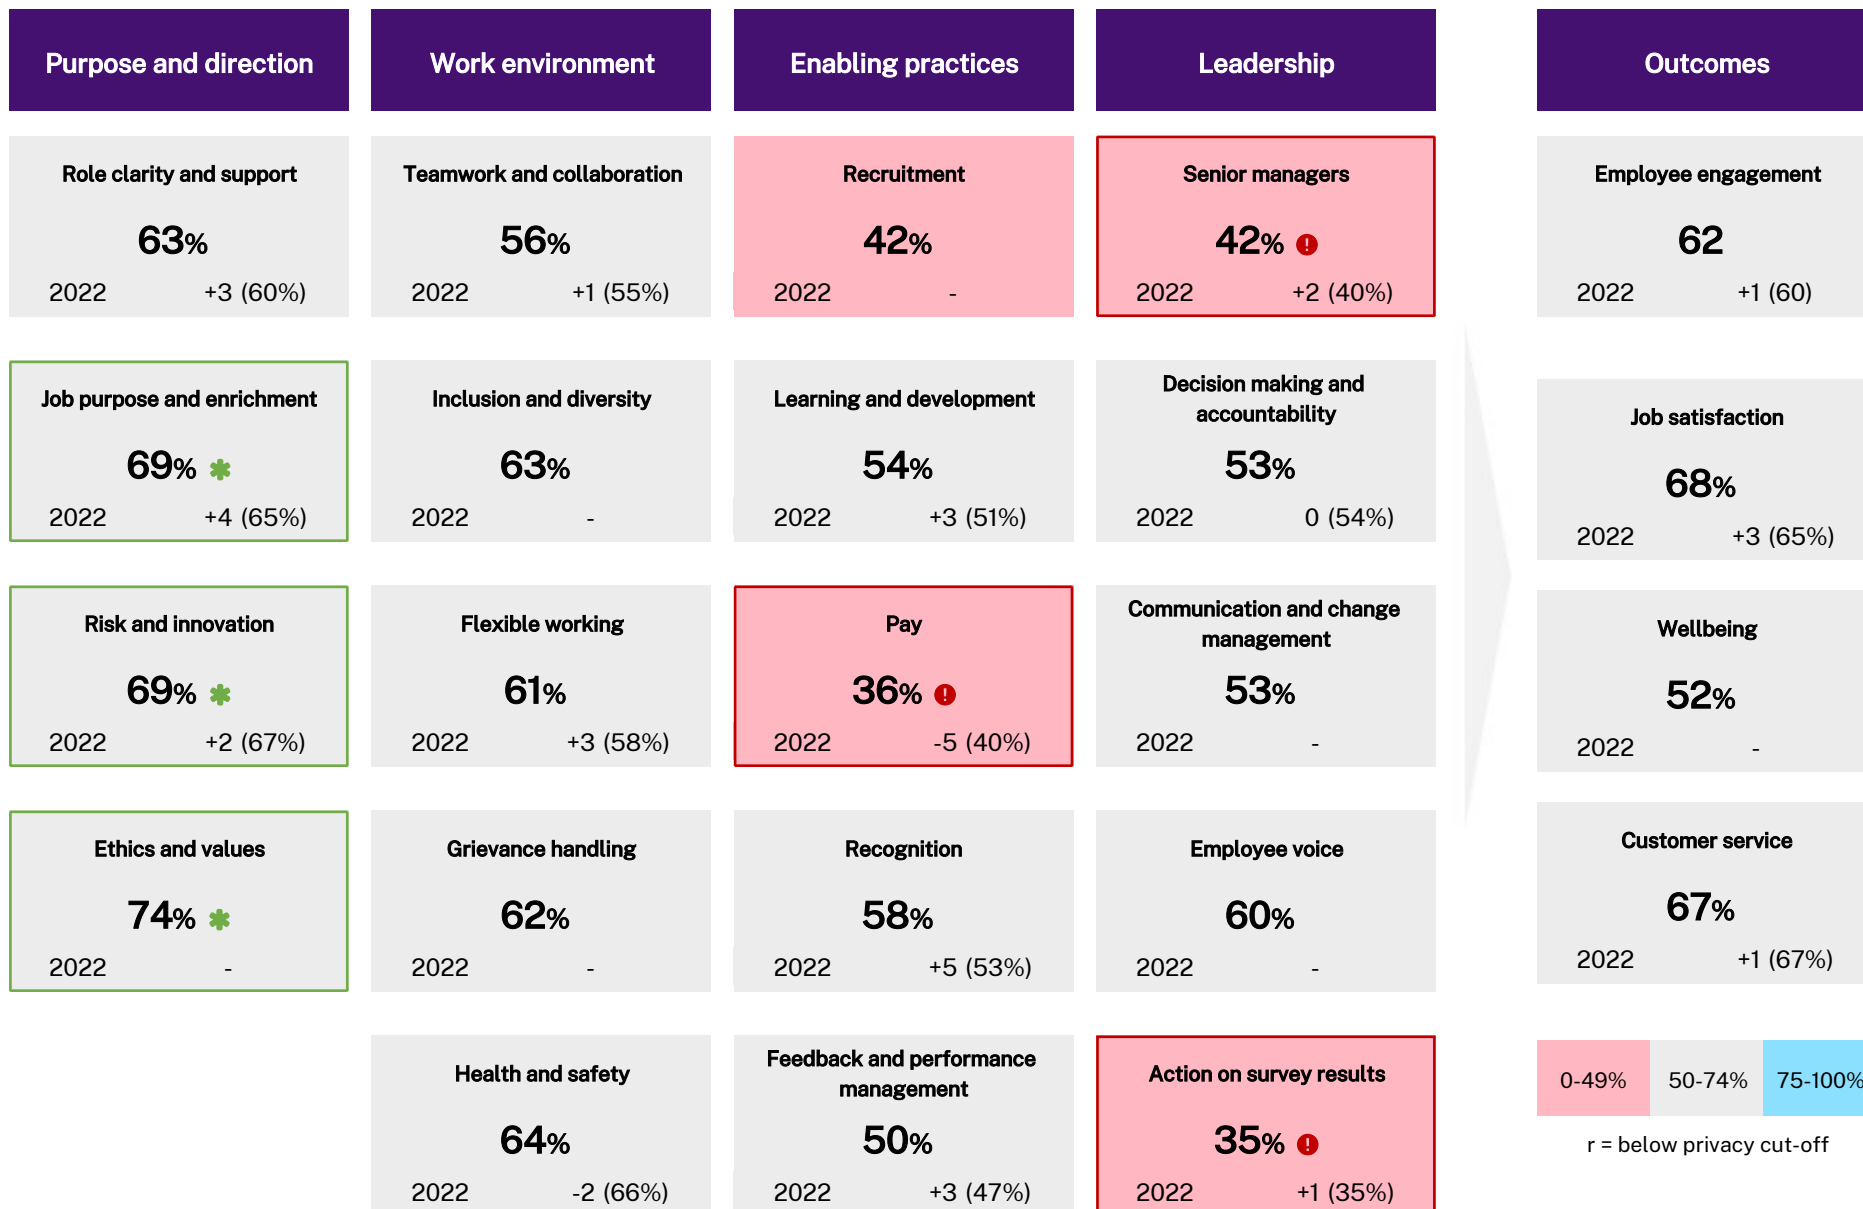 Purpose and direction
Role clarity and support
63%
2022 +3 (60%)
Job purpose and enrichment
69%
2022 +4 (65%)
Risk and innovation
69%
2022 +2 (67%)
Ethics and values
74%
2022 -
Work environment
Teamwork and collaboration
56%
2022 +1 (55%)
Inclusion and diversity
63%
2022 -
Flexible working
61%
2022 +3 (58%)
Grievance handling
62%
2022 -
Health and safety
64%
2022 -2 (66%)
Enabling practices
Recruitment
42%
2022 -
Learning and development
54%
2022 +3 (51%)
Pay
36% !
2022 -5 (40%)
Recognition
58%
2022 +5 (53%)
Feedback and performance
management
50%
2022 +3 (47%)
Leadership
Senior managers
42% !
2022 +2 (40%)
Decision making and
accountability
53%
2022 0 (54%)
Communication and change
management
53%
2022 -
Employee voice
60%
2022 -
Action on survey results
35% !
2022 +1 (35%)
Outcomes
Employee engagement
62
2022 +1 (60)
Job satisfaction
68%
2022 +3 (65%)
Wellbeing
52%
2022 -
Customer service
67%
2022 +1 (67%)
0-49% 50-74% 75-100%
r = below privacy cut-off